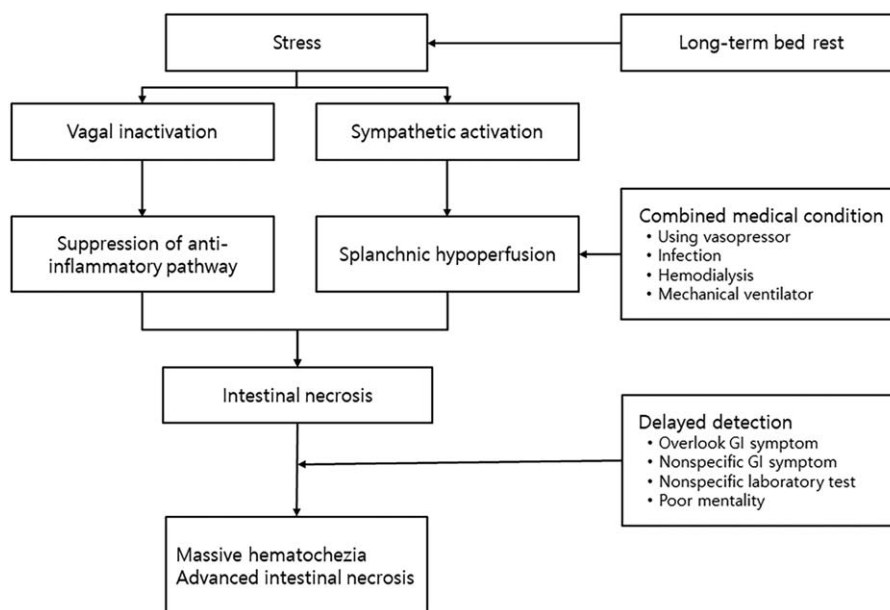 Stress
Long-term bed rest
Vagal inactivation
Sympathetic activation
Suppression of anti-
inflammatory pathway
Splanchnic hypoperfusion
Combined medical condition
• Using vasopressor
• Infection
• Hemodialysis
• Mechanical ventilator
Intestinal necrosis
Delayed detection
• Overlook GI symptom
• Nonspecific GI symptom
• Nonspecific laboratory test
• Poor mentality
Massive hematochezia
Advanced intestinal necrosis